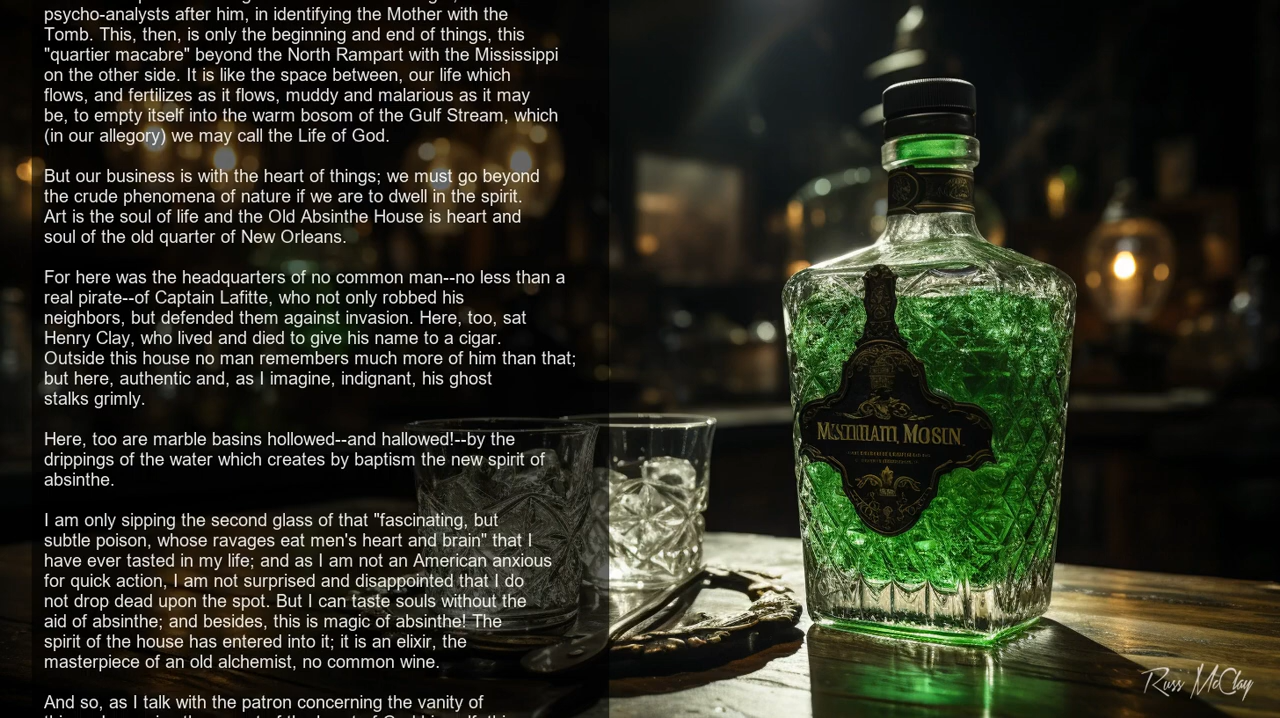 psycho-analysts after him, in identifying the Mother with the
Tomb. This, then, is only the beginning and end of things, this
"quartier macabre" beyond the North Rampart with the Mississippi
on the other side. It is like the space between, our life which
flows, and fertilizes as it flows, muddy and malarious as it may
be, to empty itself into the warm bosom of the Gulf Stream, which
(in our allegory) we may call the Life of God.
But our business is with the heart of things; we must go beyond
the crude phenomena of nature if we are to dwell in the spirit.
Art is the soul of life and the Old Absinthe House is heart and
soul of the old quarter of New Orleans.
For here was the headquarters of no common man--no less than a
real pirate--of Captain Lafitte, who not only robbed his
neighbors, but defended them against invasion. Here, too, sat
Henry Clay, who lived and died to give his name to a cigar.
Outside this house no man remembers much more of him than that;
but here, authentic and, as I imagine, indignant, his ghost
stalks grimly.
Here, too are marble basins hollowed--and hallowed!--by the
drippings of the water which creates by baptism the new spirit of
absinthe.
I am only sipping the second glass of that "fascinating, but
subtle poison, whose ravages eat men's heart and brain" that I
have ever tasted in my life; and as I am not an American anxious
for quick action, I am not surprised and disappointed that I do
not drop dead upon the spot. But I can taste souls without the
aid of absinthe; and besides, this is magic of absinthe! The
spirit of the house has entered into it; it is an elixir, the
masterpiece of an old alchemist, no common wine.
And so, as I talk with the patron concerning the vanity of
Russ McClay